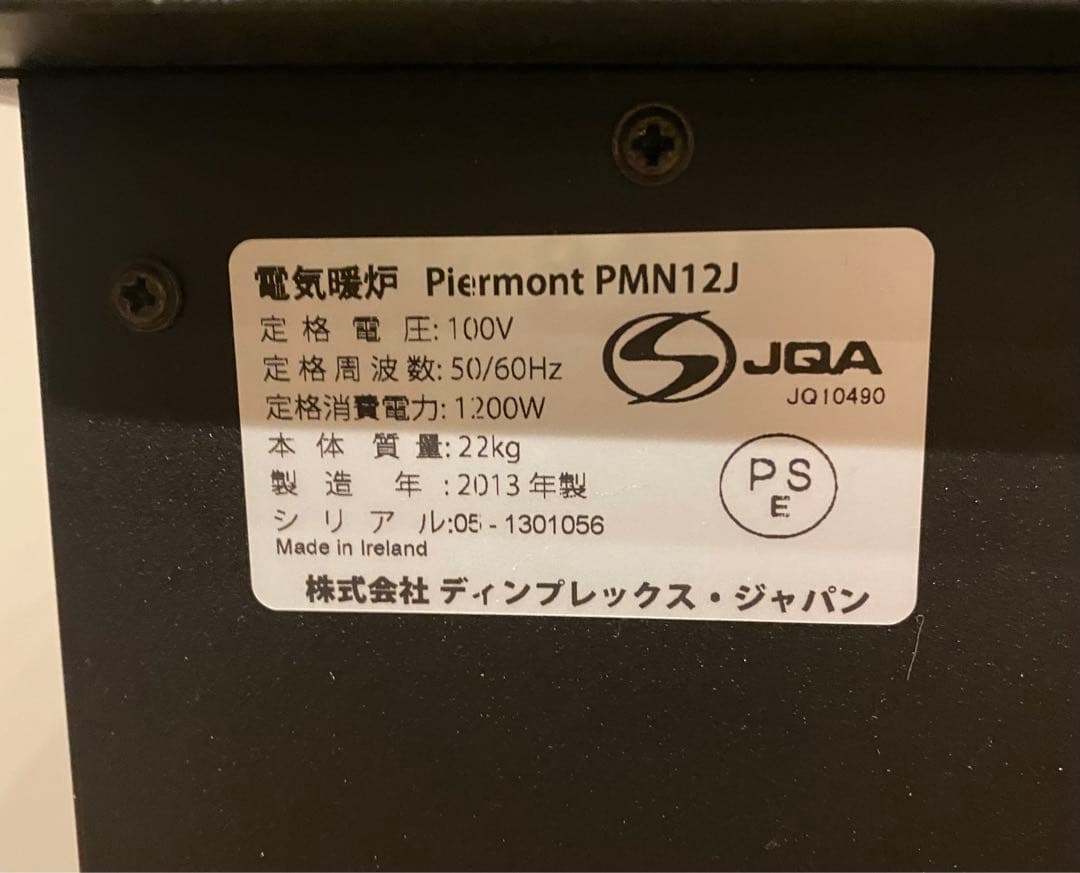 電気暖炉 Piermont PMN12J
定格電圧:100V
定格周波数:50/60Hz
定格消費電力:1200W
本体質量:22kg
製造年:2013年製
シリアル:05-1301056
Made in Ireland
株式会社 ディンプレックス・ジャパン
JQA
JQ10490
PS
E